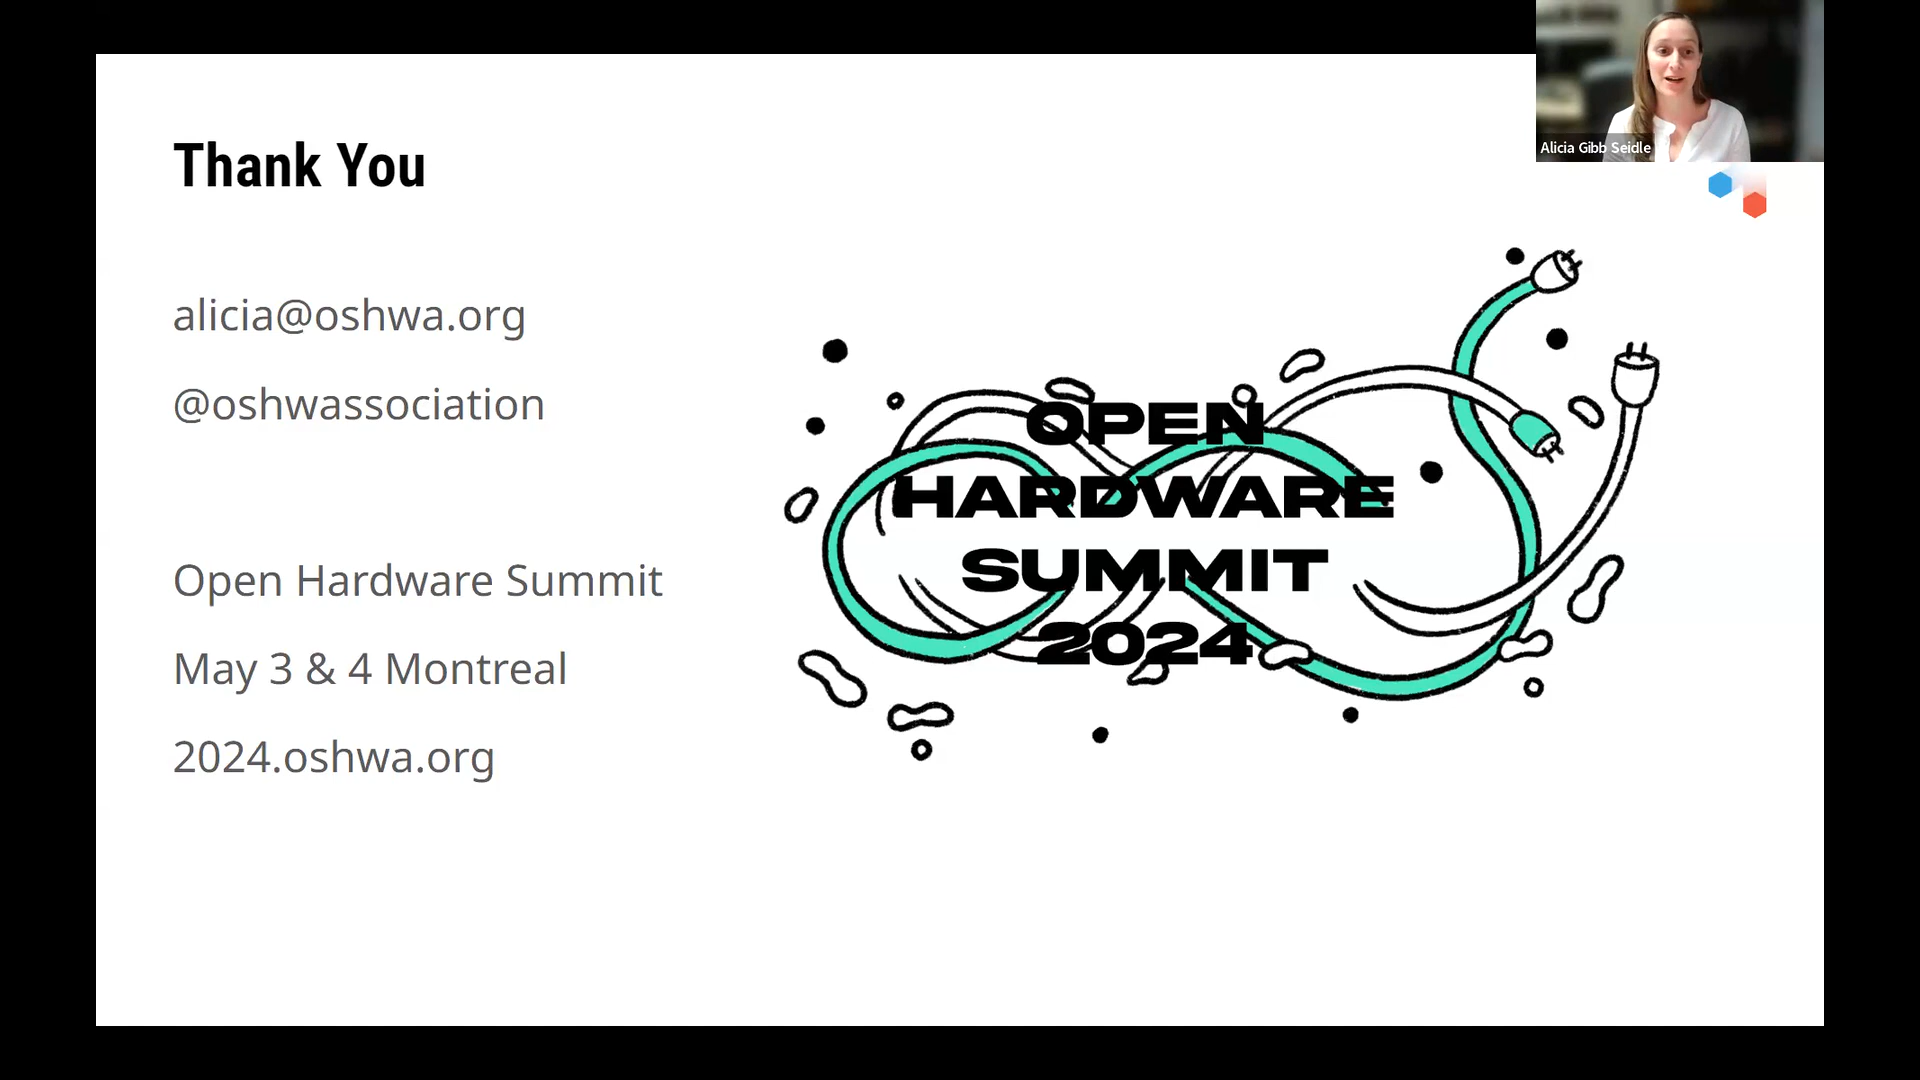 Alicia Gibb Seidle
Thank You
alicia@oshwa.org
@oshwassociation
Open Hardware Summit
May 3 & 4 Montreal
2024.oshwa.org
OPEN
HARDWARE
SUMMIT
2024